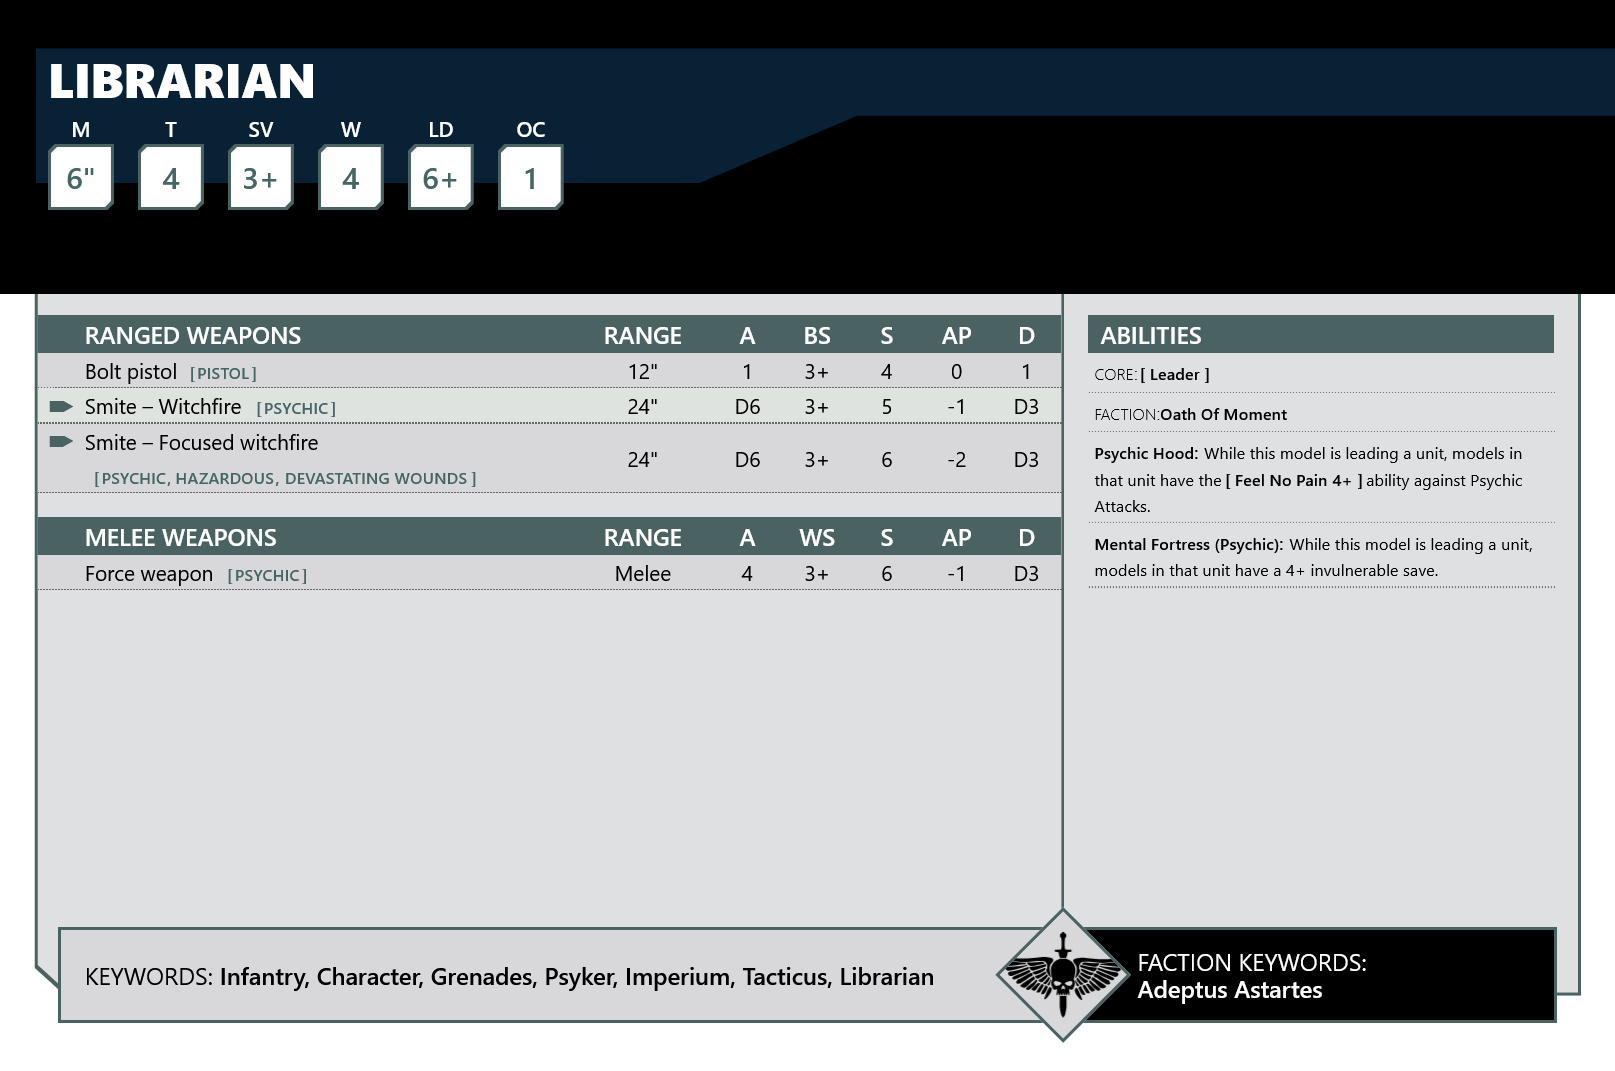 LIBRARIAN
M T SV W LD OC
6" 4 3+ 4 6+ 1
RANGED WEAPONS RANGE A BS S AP D
Bolt pistol [PISTOL] 12" 1 3+ 4 0 1
Smite – Witchfire [PSYCHIC] 24" D6 3+ 5 -1 D3
Smite – Focused witchfire
[PSYCHIC, HAZARDOUS, DEVASTATING WOUNDS ] 24" D6 3+ 6 -2 D3
MELEE WEAPONS RANGE A WS S AP D
Force weapon [PSYCHIC] Melee 4 3+ 6 -1 D3
ABILITIES
CORE: [ Leader ]
FACTION:Oath Of Moment
Psychic Hood: While this model is leading a unit, models in
that unit have the [ Feel No Pain 4+ ] ability against Psychic
Attacks.
Mental Fortress (Psychic): While this model is leading a unit,
models in that unit have a 4+ invulnerable save.
KEYWORDS: Infantry, Character, Grenades, Psyker, Imperium, Tacticus, Librarian
FACTION KEYWORDS:
Adeptus Astartes